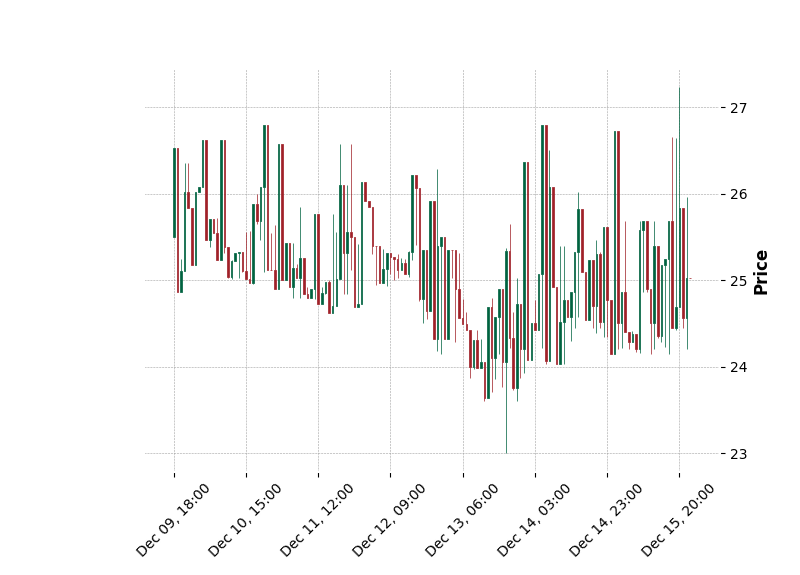 27
26
25
24
23
Price
Dec 09, 18:00
Dec 10, 15:00
Dec 11, 12:00
Dec 12, 09:00
Dec 13, 06:00
Dec 14, 03:00
Dec 14, 23:00
Dec 15, 20:00